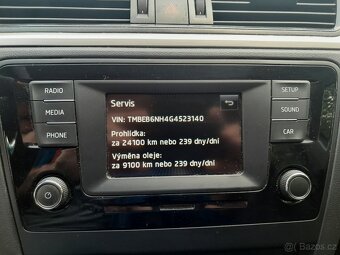 RADIO
MEDIA
PHONE
Servis
VIN: TMBEB6NH4G4523140
Prohlídka:
za 24100 km nebo 239 dny/dní
Výměna oleje:
za 9100 km nebo 239 dny/dní
SETUP
SOUND
CAR
Bazos.cz